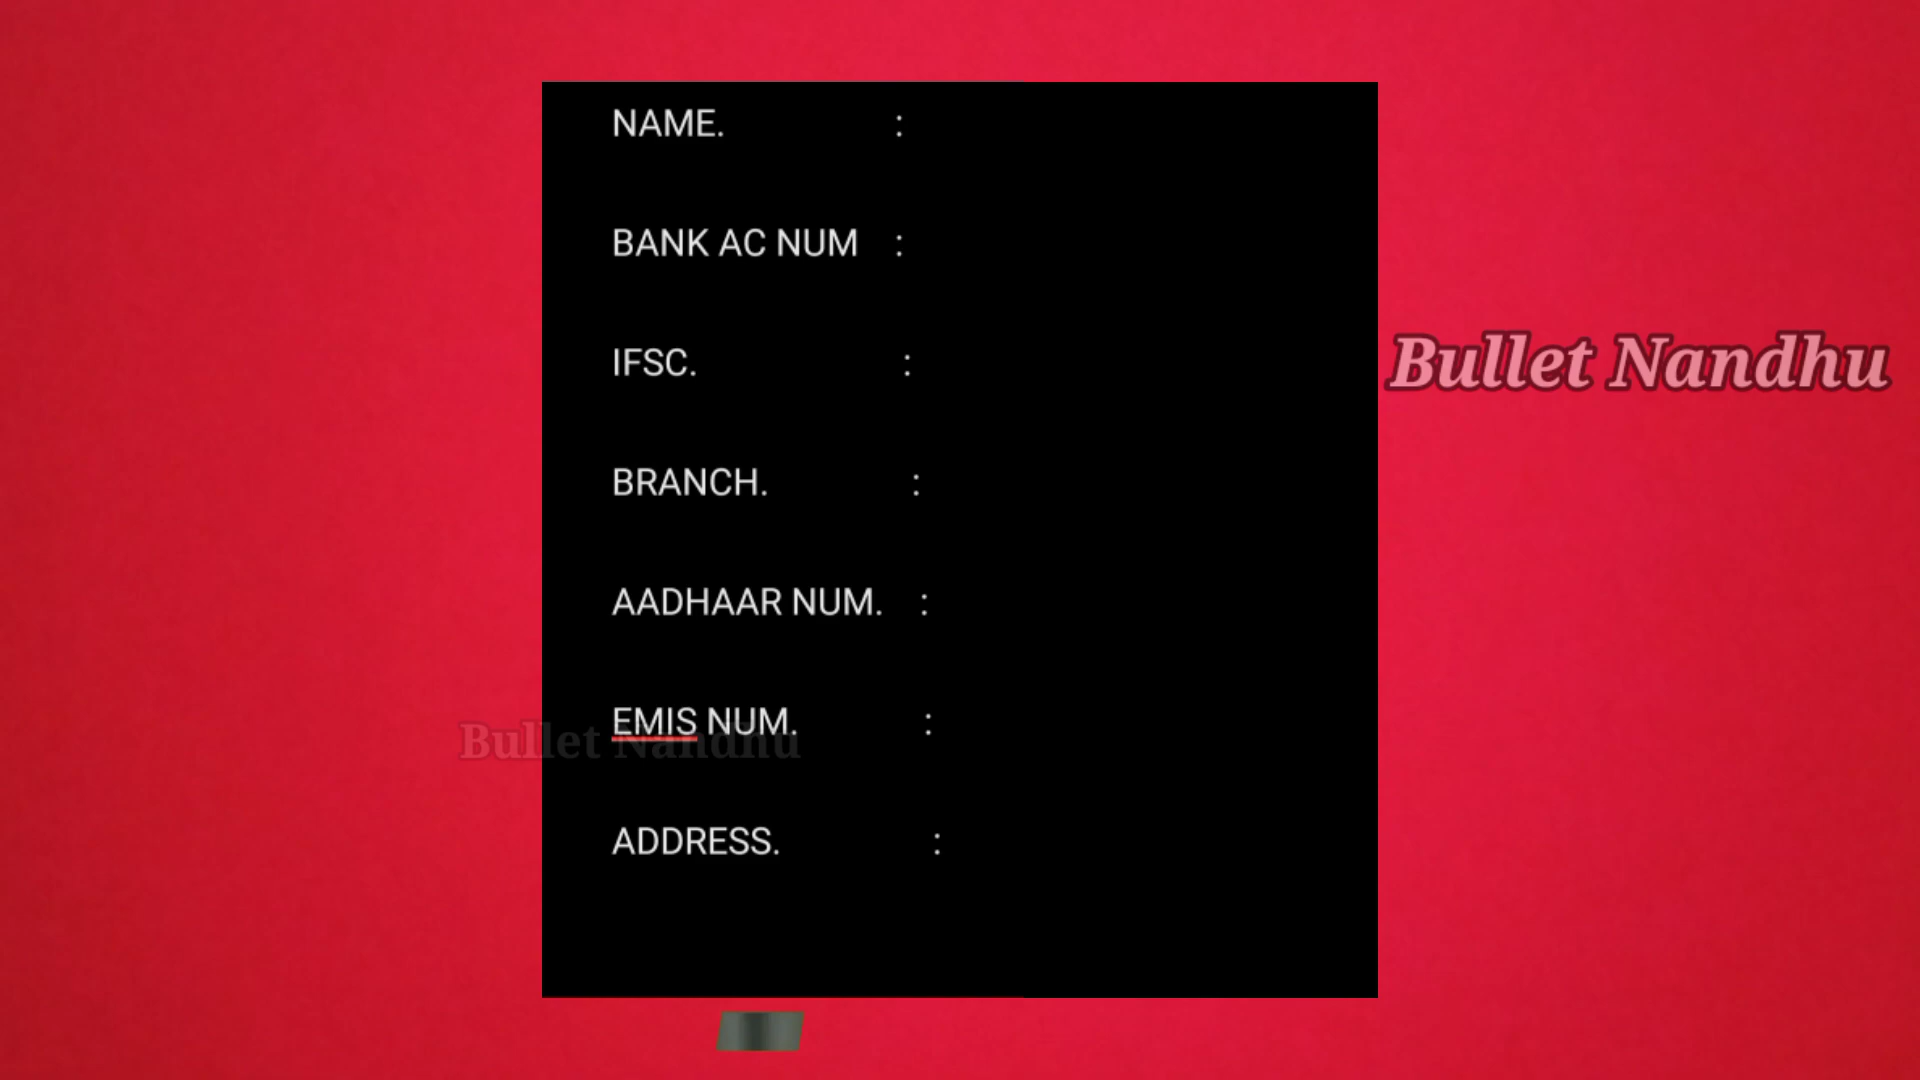 NAME. :
BANK AC NUM :
IFSC. :
Bullet Nandhu
BRANCH. :
AADHAAR NUM. :
EMIS NUM. :
Bullet Nandhu
ADDRESS. :